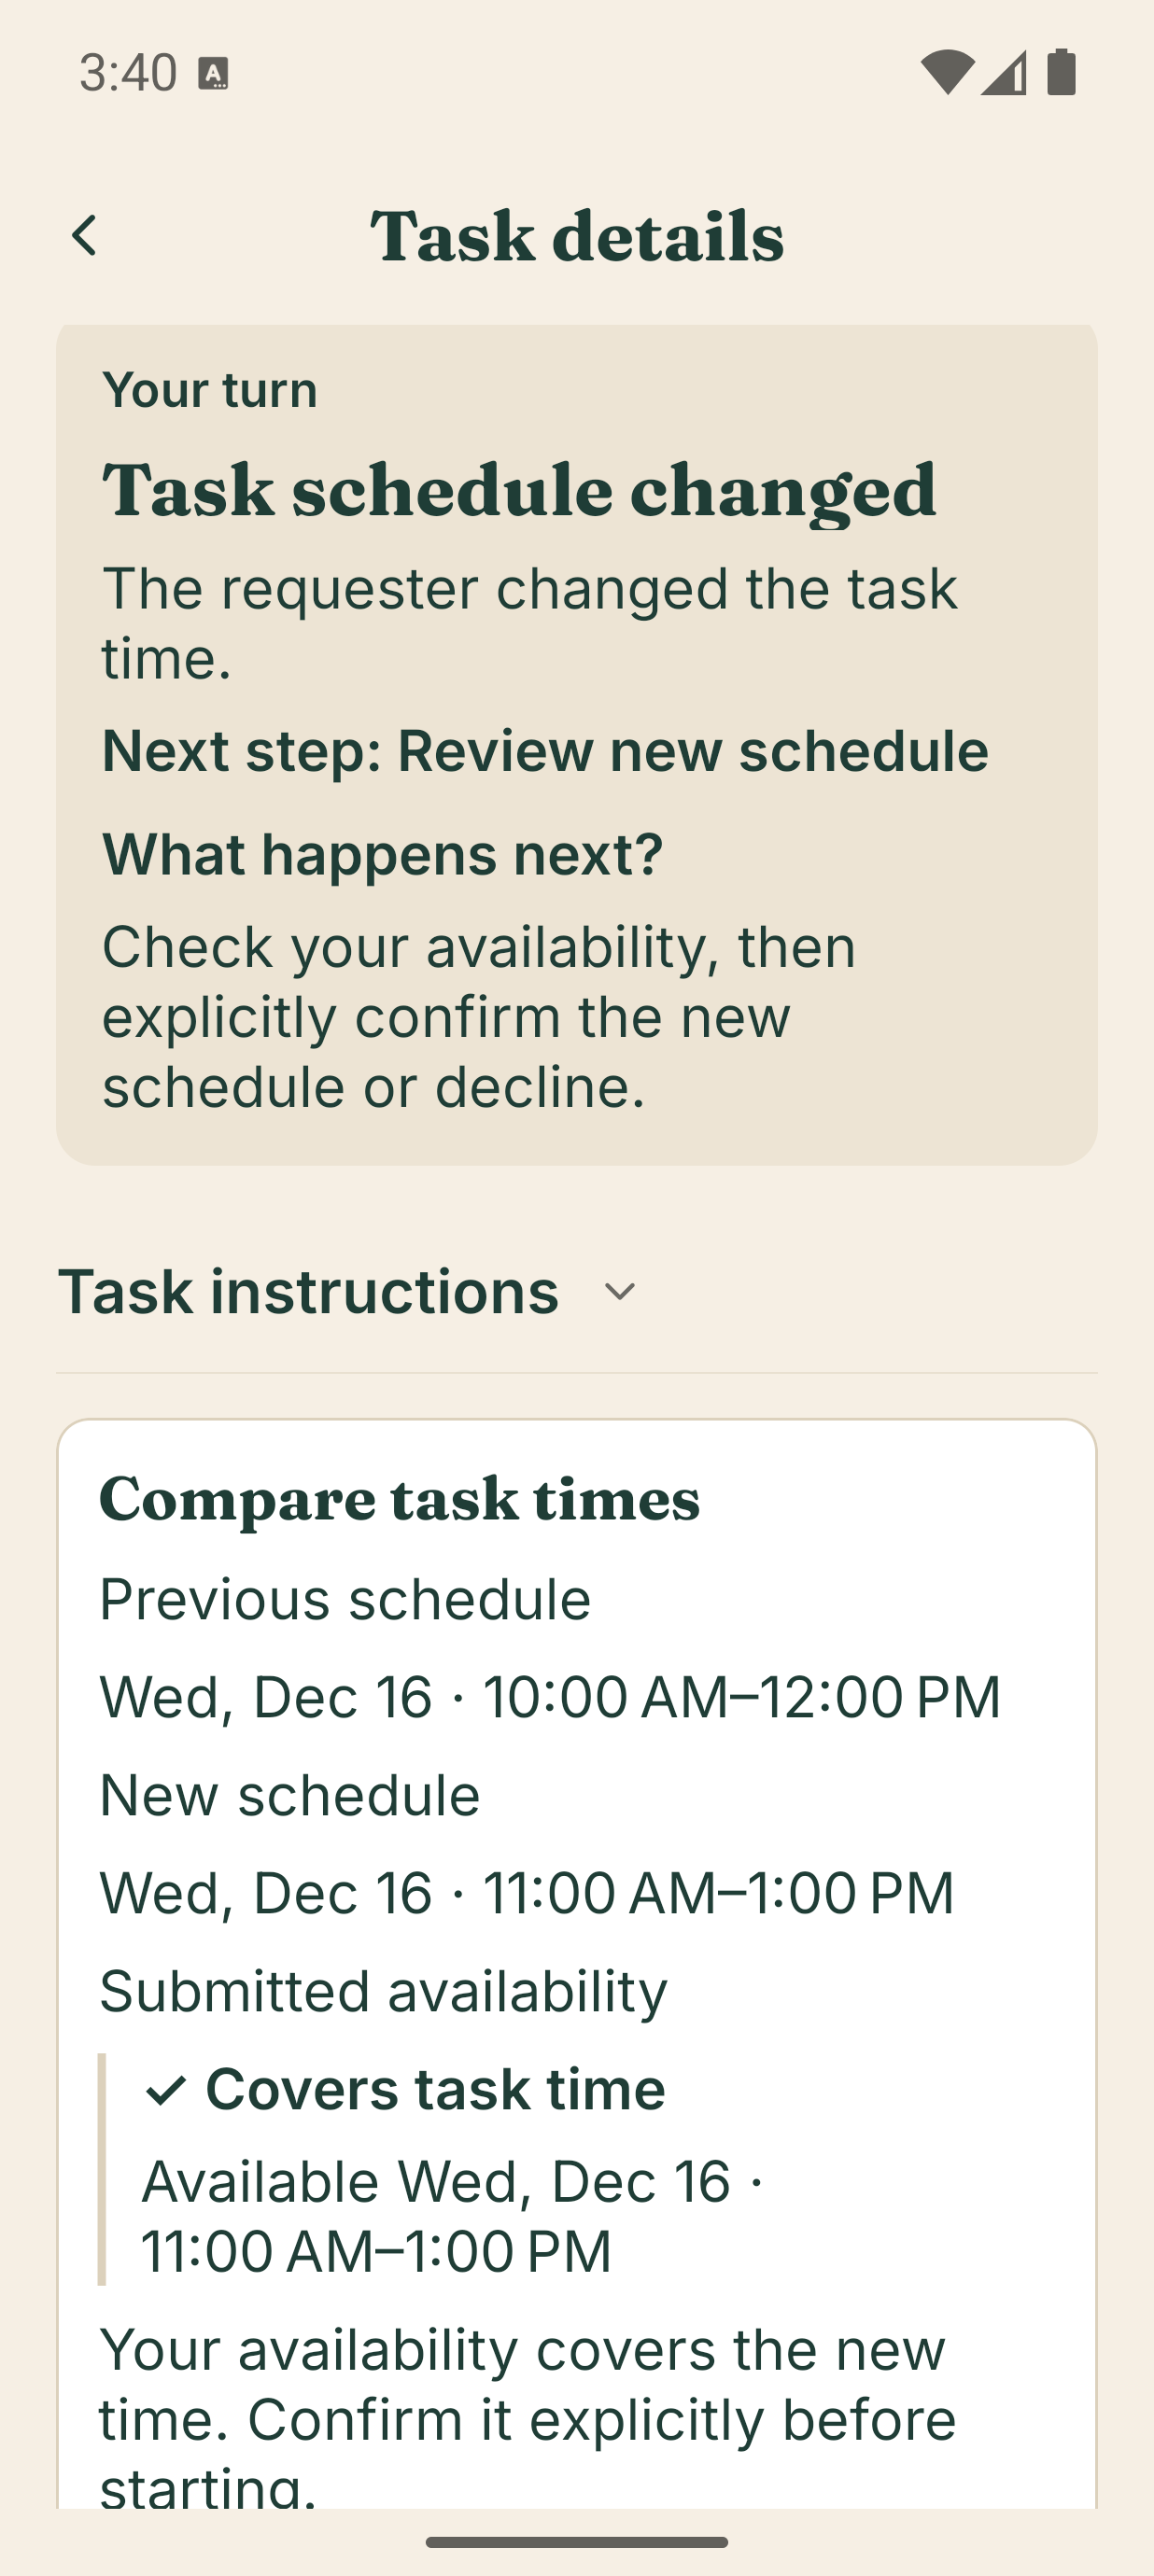 3:40
Task details
Your turn
Task schedule changed
The requester changed the task
time.
Next step: Review new schedule
What happens next?
Check your availability, then
explicitly confirm the new
schedule or decline.
Task instructions
Compare task times
Previous schedule
Wed, Dec 16 · 10:00 AM–12:00 PM
New schedule
Wed, Dec 16 · 11:00 AM–1:00 PM
Submitted availability
✓ Covers task time
Available Wed, Dec 16 ·
11:00 AM–1:00 PM
Your availability covers the new
time. Confirm it explicitly before
starting.